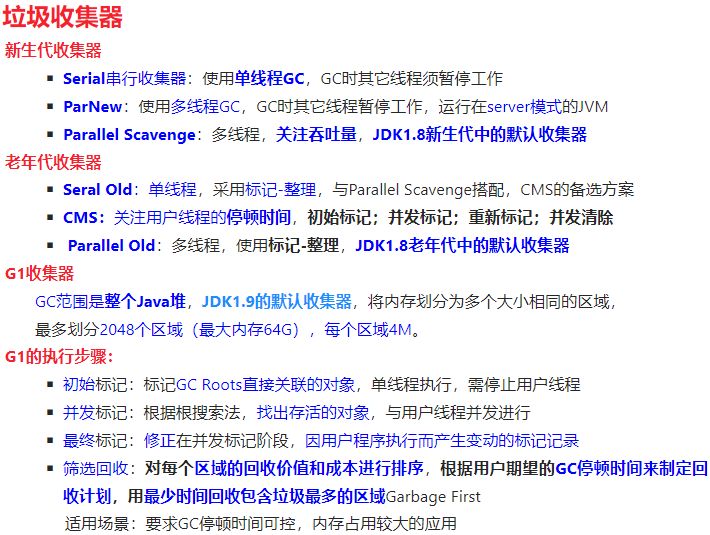 垃圾收集器
新生代收集器
▪ Serial串行收集器：使用单线程GC，GC时其它线程须暂停工作
▪ ParNew：使用多线程GC，GC时其它线程暂停工作，运行在server模式的JVM
▪ Parallel Scavenge：多线程，关注吞吐量，JDK1.8新生代中的默认收集器
老年代收集器
▪ Seral Old：单线程，采用标记-整理，与Parallel Scavenge搭配，CMS的备选方案
▪ CMS：关注用户线程的停顿时间，初始标记；并发标记；重新标记；并发清除
▪ Parallel Old：多线程，使用标记-整理，JDK1.8老年代中的默认收集器
G1收集器
GC范围是整个Java堆，JDK1.9的默认收集器，将内存划分为多个大小相同的区域，
最多划分2048个区域（最大内存64G），每个区域4M。
G1的执行步骤：
▪ 初始标记：标记GC Roots直接关联的对象，单线程执行，需停止用户线程
▪ 并发标记：根据根搜索法，找出存活的对象，与用户线程并发进行
▪ 最终标记：修正在并发标记阶段，因用户程序执行而产生变动的标记记录
▪ 筛选回收：对每个区域的回收价值和成本进行排序，根据用户期望的GC停顿时间来制定回
收计划，用最少时间回收包含垃圾最多的区域Garbage First
适用场景：要求GC停顿时间可控，内存占用较大的应用